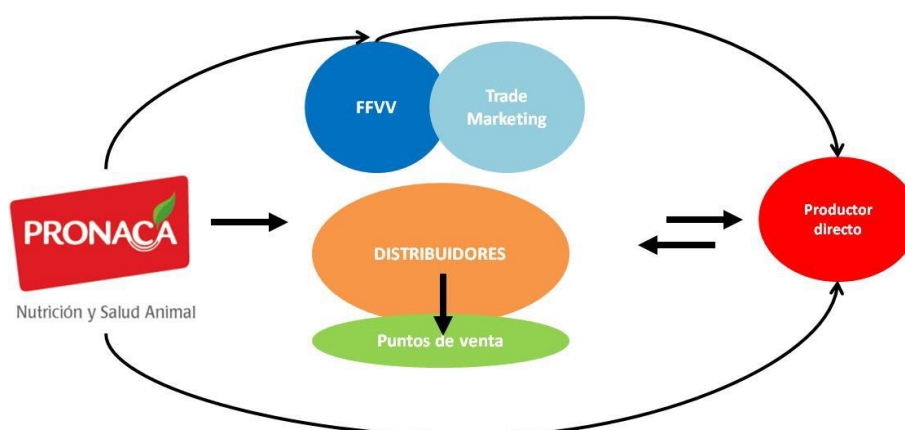 FFVV
Trade
Marketing
PRONACA
Nutrición y Salud Animal
DISTRIBUIDORES
Puntos de venta
Productor
directo